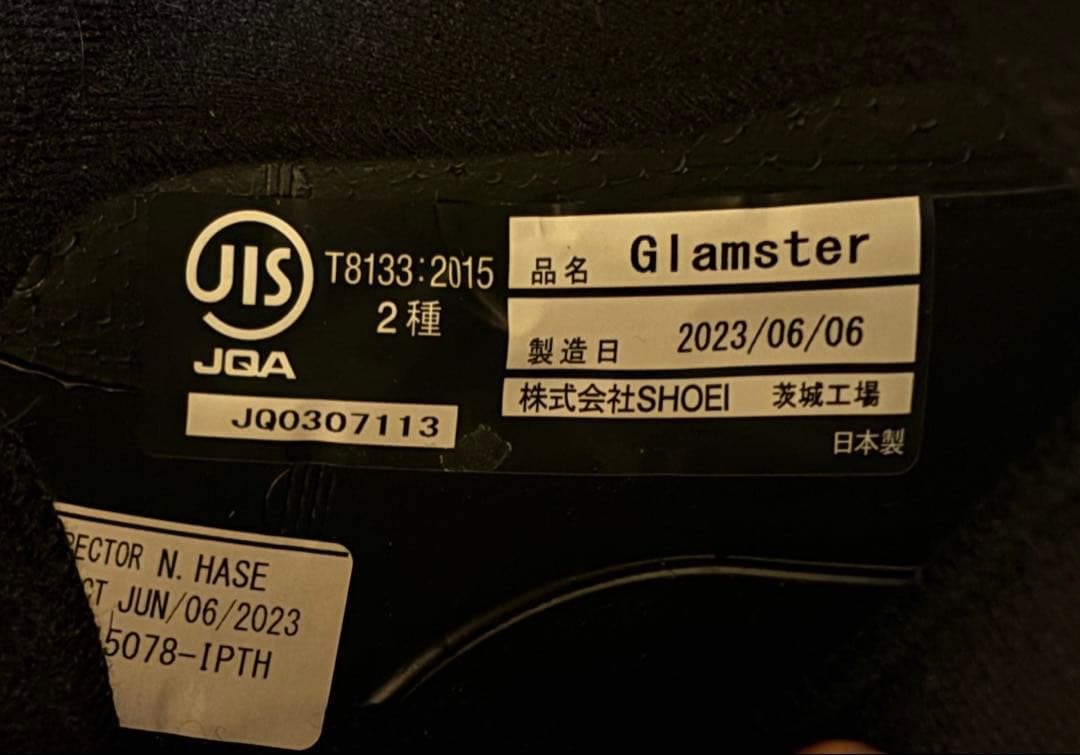 JIS
JQA
T8133:2015
2種
JQ0307113
品名 Glamster
製造日 2023/06/06
株式会社SHOEI 茨城工場
日本製
N. HASE
JUN/06/2023
5078-IPTH